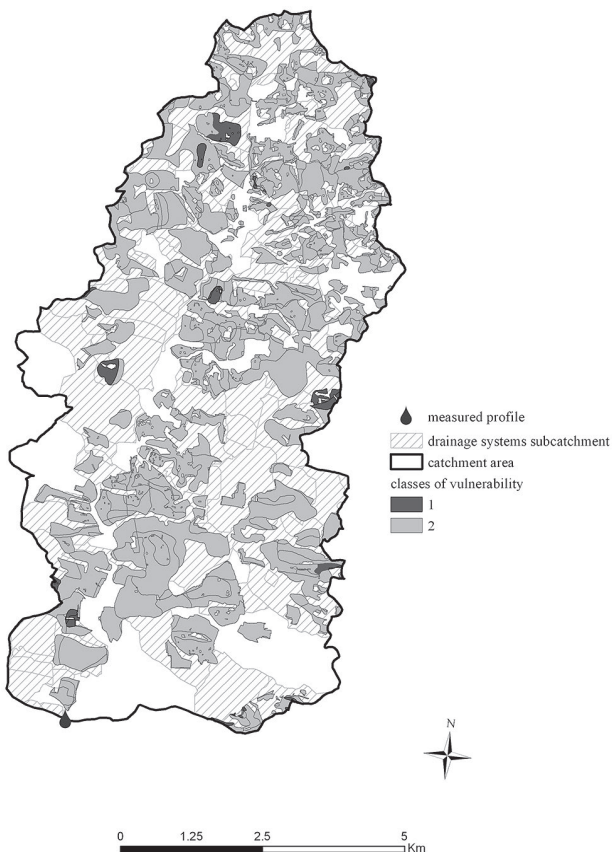 measured profile
drainage systems subcatchment
catchment area
classes of vulnerability
1
2
N
0 1.25 2.5 5
Km